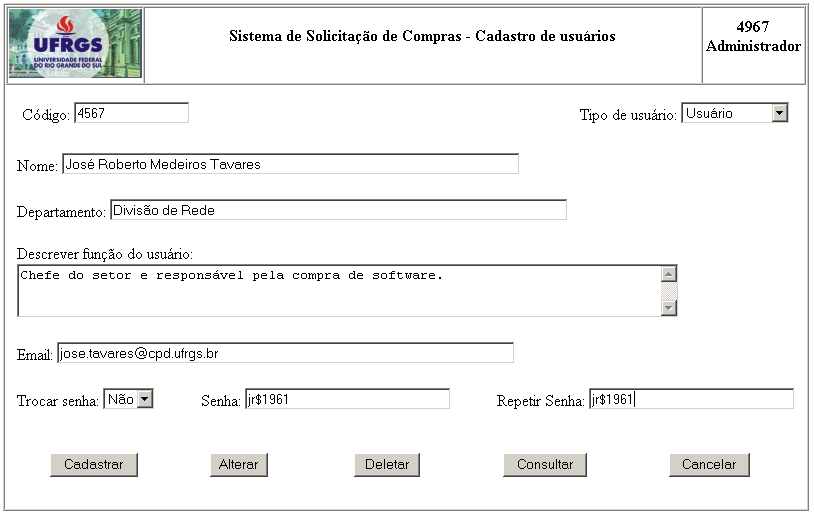 UFRGS
UNIVERSIDADE FEDERAL
DO RIO GRANDE DO SUL
Sistema de Solicitação de Compras - Cadastro de usuários
4967
Administrador
Código: 4567
Tipo de usuário: Usuário
Nome: José Roberto Medeiros Tavares
Departamento: Divisão de Rede
Descrever função do usuário:
Chefe do setor e responsável pela compra de software.
Email: jose.tavares@cpd.ufrgs.br
Trocar senha: Não Senha: jr$1961 Repetir Senha: jr$1961
Cadastrar Alterar Deletar Consultar Cancelar